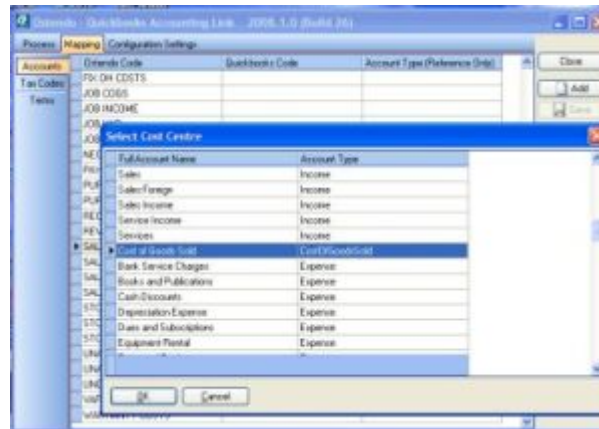 Ostendo - Quickbooks Accounting Link 2008.1.0 (Build 26)
Process Mapping Configuration Settings
Accounts
Tax Codes
Terms
Ostendo Code Quickbooks Code Account Type (Reference Only)
FIX OH COSTS
JOB COGS
JOB INCOME
Close
Add
Save
Select Cost Centre
Full Account Name Account Type
Sales Income
Sales Foreign Income
Sales Income Income
Service Income Income
Services Income
Cost of Goods Sold CostOfGoodsSold
Bank Service Charges Expense
Books and Publications Expense
Cash Discounts Expense
Depreciation Expense Expense
Dues and Subscriptions Expense
Equipment Rental Expense
OK Cancel